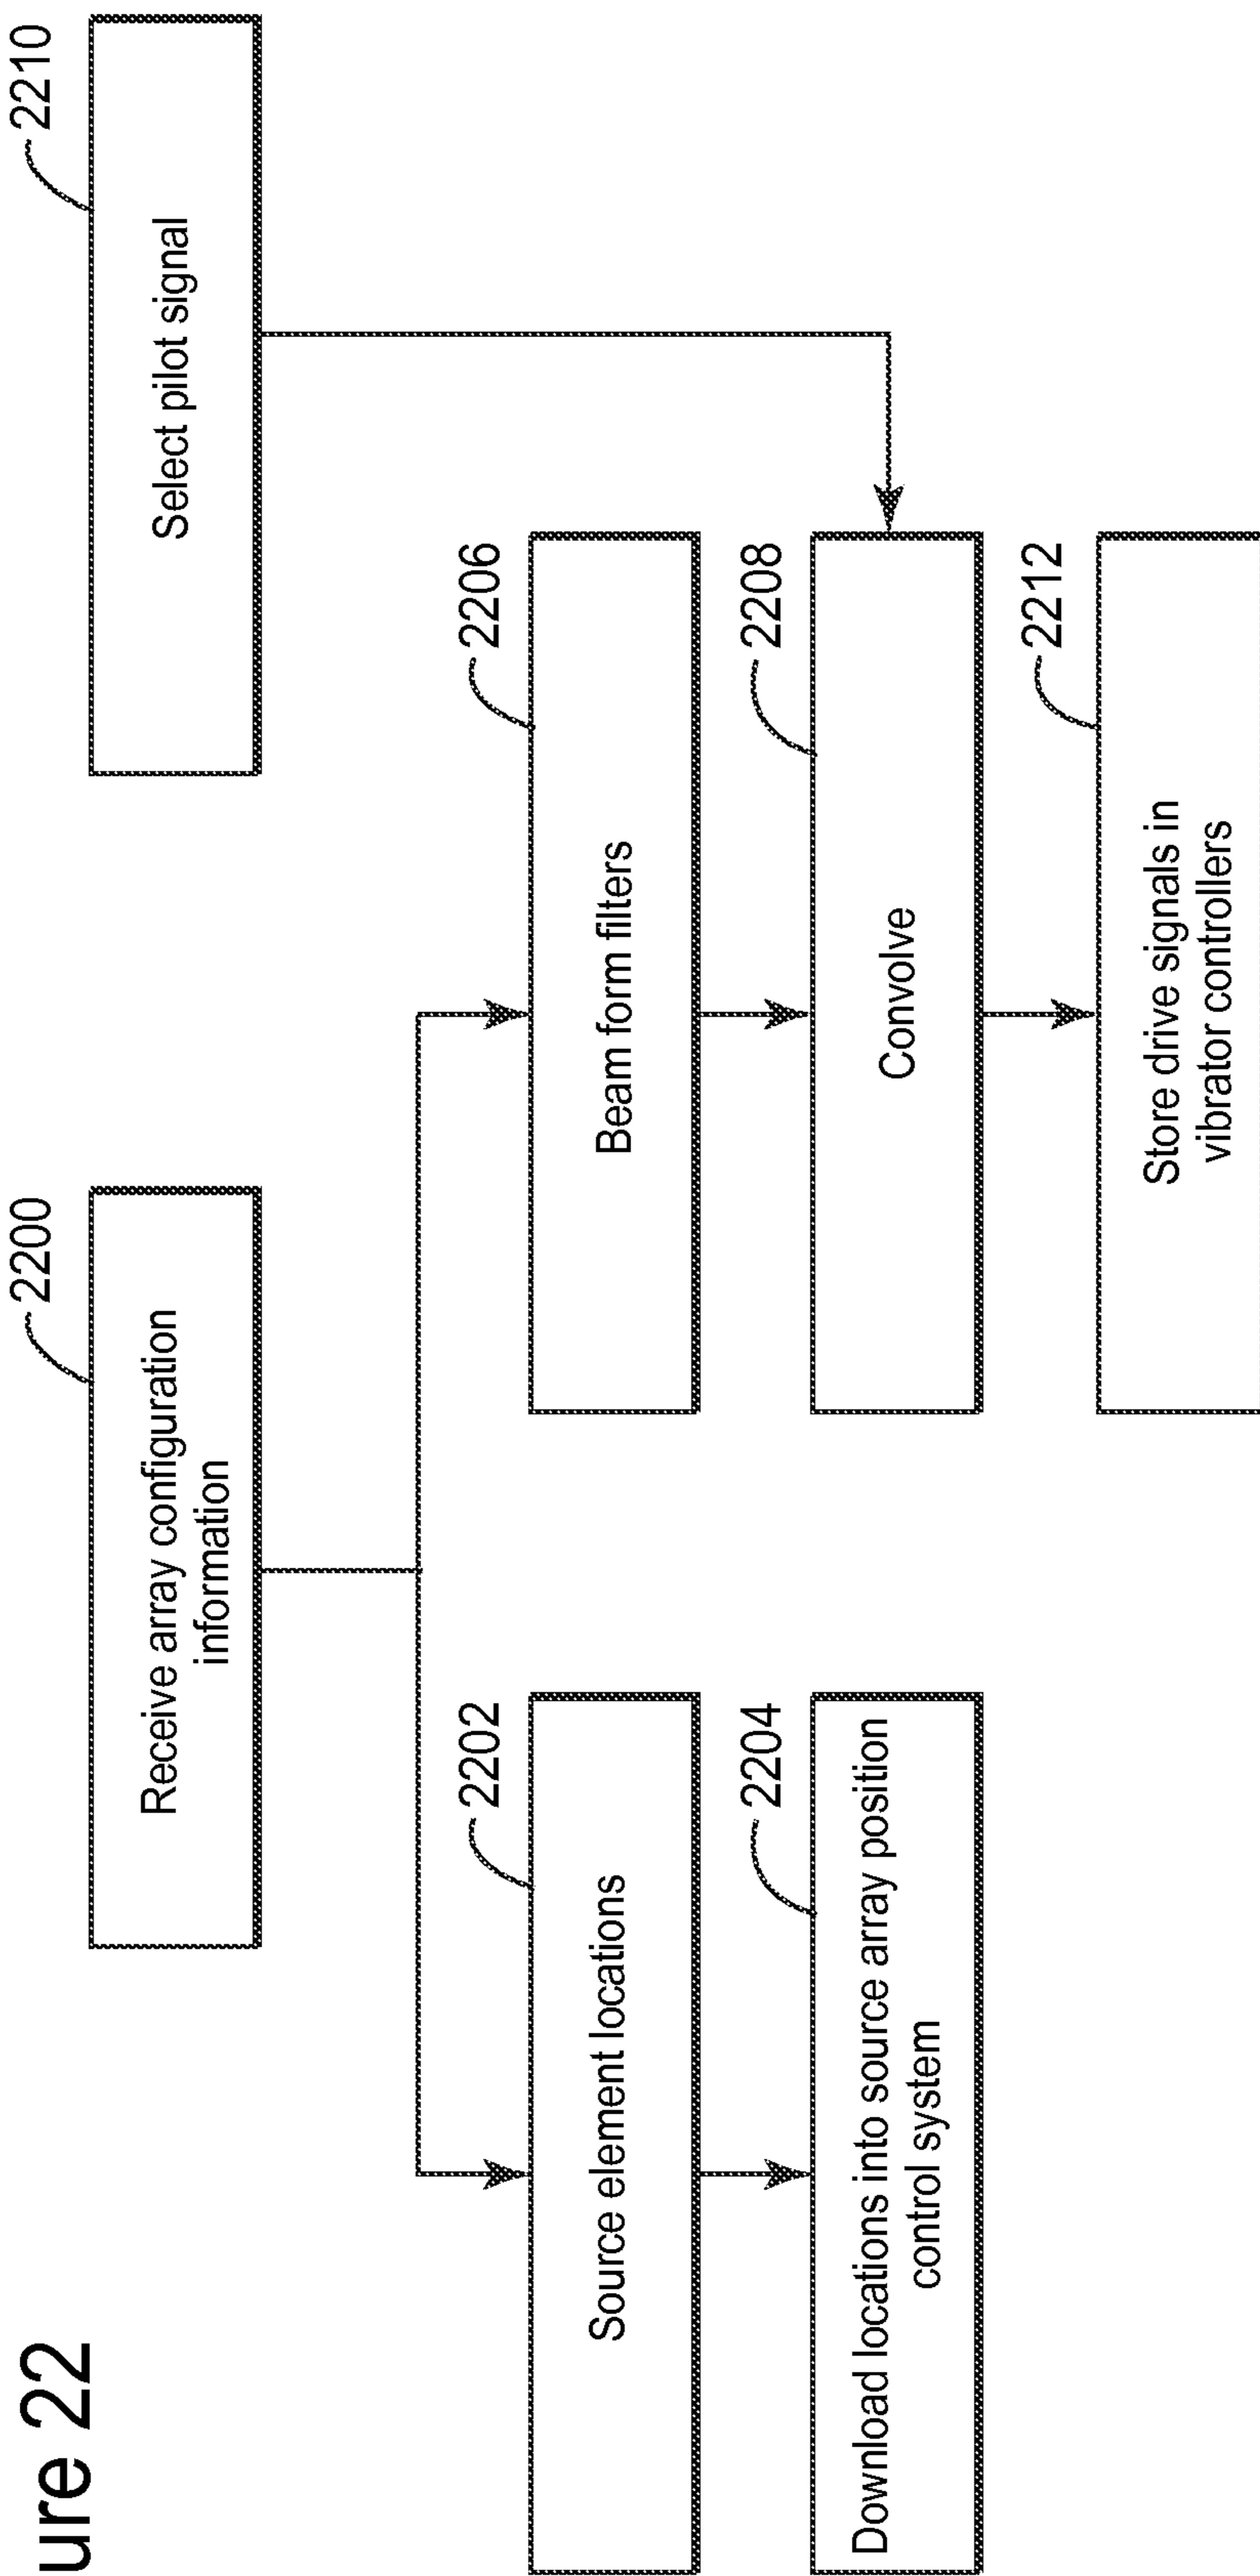 ure 22
2200
Receive array configuration
information
2210
Select pilot signal
2202
Source element locations
2206
Beam form filters
2204
Download locations into source array position
control system
2208
Convolve
2212
Store drive signals in
vibrator controllers